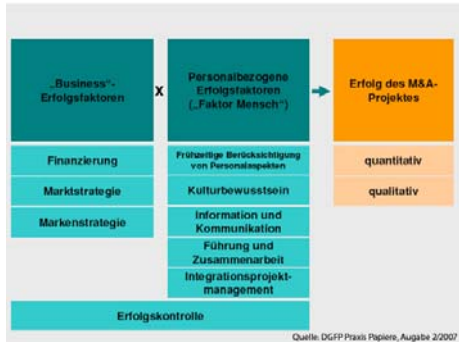 „Business"-
Erfolgsfaktoren
x
Personalbezogene
Erfolgsfaktoren
(„Faktor Mensch")
Erfolg des M&A-
Projektes
Finanzierung
Marktstrategie
Markenstrategie
Frühzeitige Berücksichtigung
von Personalaspekten
Kulturbewusstsein
Information und
Kommunikation
Führung und
Zusammenarbeit
Integrationsprojekt-
management
quantitativ
qualitativ
Erfolgskontrolle
Quelle: DGFP Praxis Papiere, Augabe 2/2007